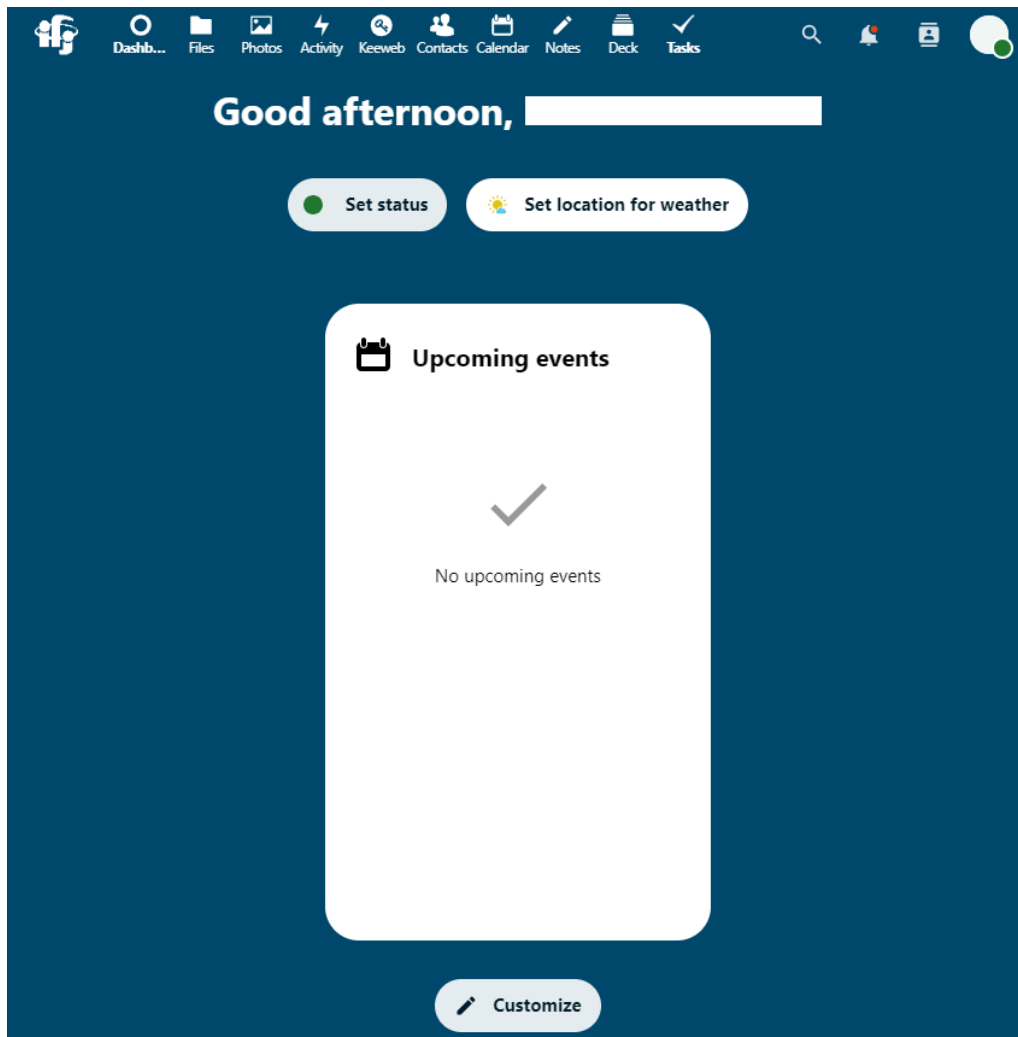 Dashb... Files Photos Activity Keeweb Contacts Calendar Notes Deck Tasks
Good afternoon,
Set status Set location for weather
Upcoming events
No upcoming events
Customize